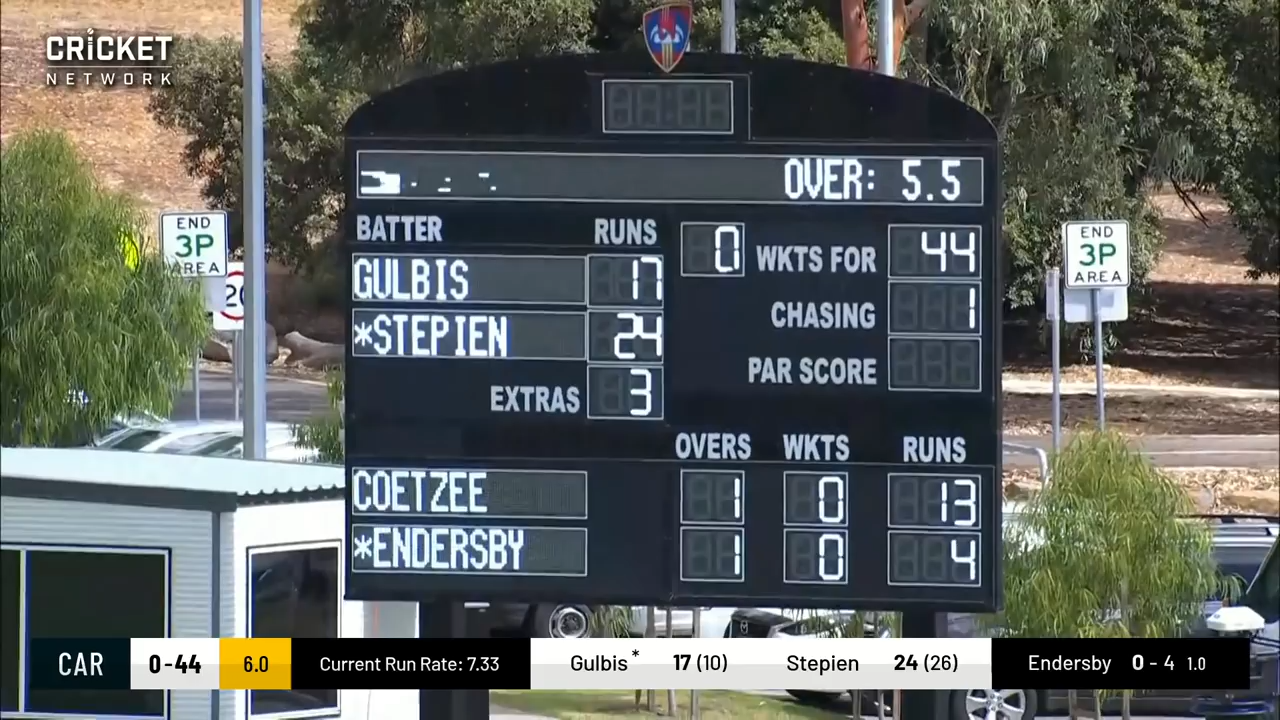 CRICKET
NETWORK
OVER: 5.5
BATTER RUNS
GULBIS 17
*STEPIEN 24
EXTRAS 3
0 WKTS FOR 44
CHASING 1
PAR SCORE
OVERS WKTS RUNS
COETZEE 1 0 13
*ENDERSBY 1 0 4
END
3P
AREA
20
END
3P
AREA
CAR 0-44 6.0 Current Run Rate: 7.33 Gulbis* 17 (10) Stepien 24 (26) Endersby 0 - 4 1.0